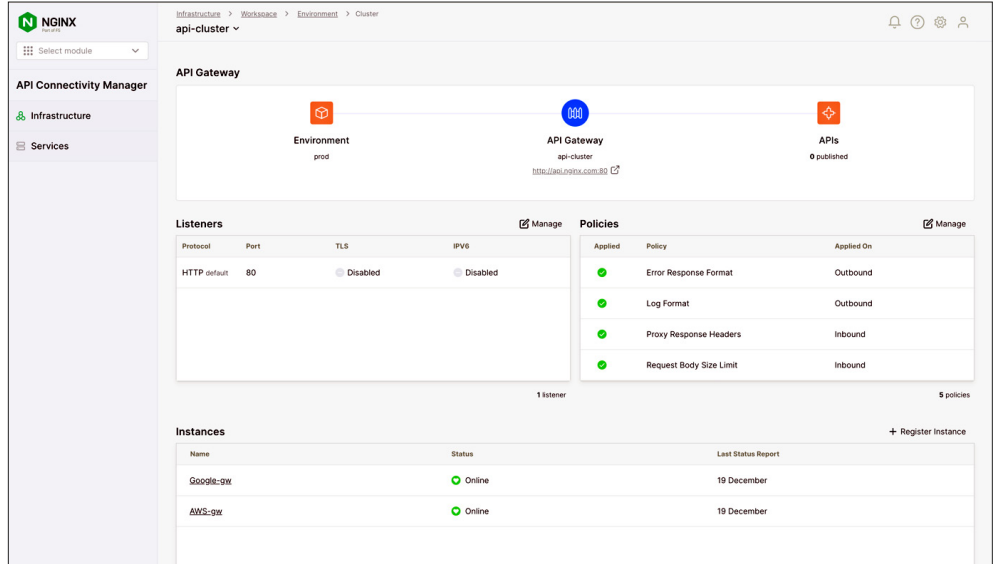 NGINX
Part of F5
Infrastructure > Workspace > Environment > Cluster
api-cluster
Select module
API Connectivity Manager
Infrastructure
Services
API Gateway
Environment
prod
API Gateway
api-cluster
http://api.nginx.com:80
APIs
0 published
Listeners
Manage
Protocol Port TLS IPV6
HTTP default 80 Disabled Disabled
1 listener
Policies
Manage
Applied Policy Applied On
Error Response Format Outbound
Log Format Outbound
Proxy Response Headers Inbound
Request Body Size Limit Inbound
5 policies
Instances
+ Register Instance
Name Status Last Status Report
Google-gw Online 19 December
AWS-gw Online 19 December